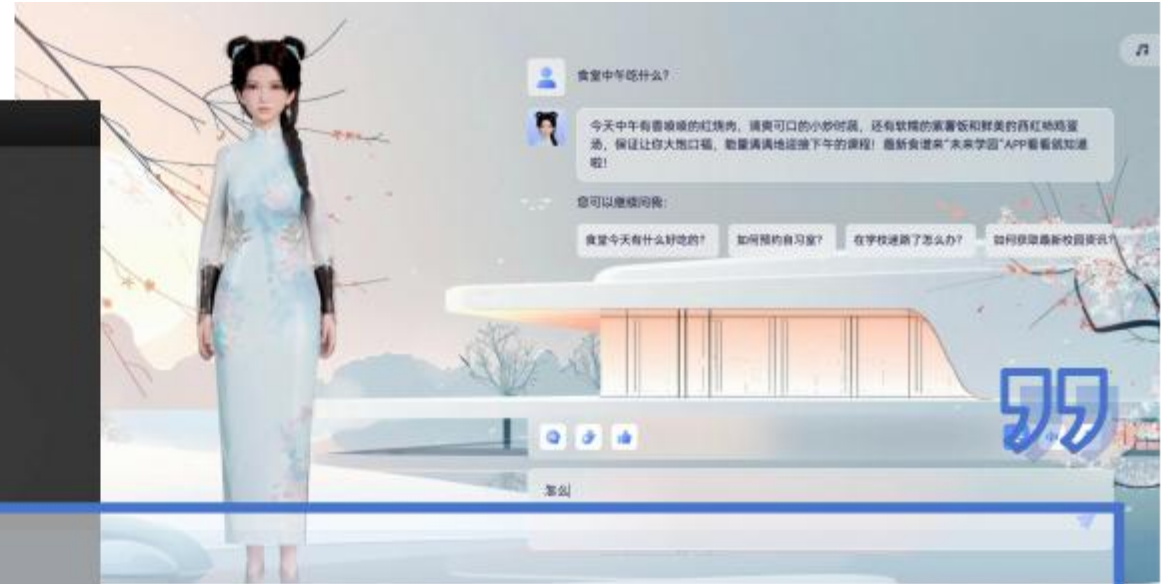 食堂中午吃什么?
今天中午有香喷喷的红烧肉、清爽可口的小炒时蔬，还有软糯的紫薯饭和鲜美的西红柿鸡蛋
汤，保证让你大饱口福，能量满满地迎接下午的课程！最新食谱来“未来学园”APP看看就知道
啦！
您可以继续问我:
食堂今天有什么好吃的? 如何预约自习室? 在学校迷路了怎么办? 如何获取最新校园资讯?
怎么